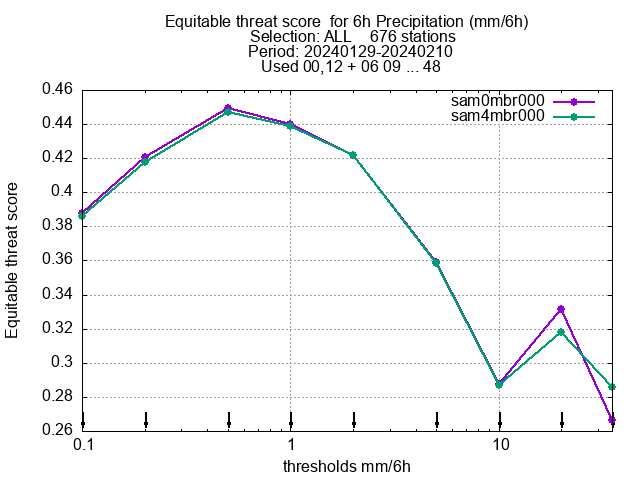 Equitable threat score  for 6h Precipitation (mm/6h)
Selection: ALL    676 stations
Period: 20240129-20240210
Used 00,12 + 06 09 ... 48
sam0mbr000
sam4mbr000
0.46
0.44
0.42
0.4
0.38
0.36
0.34
0.32
0.3
0.28
0.26
Equitable threat score
0.1 1 10
thresholds mm/6h